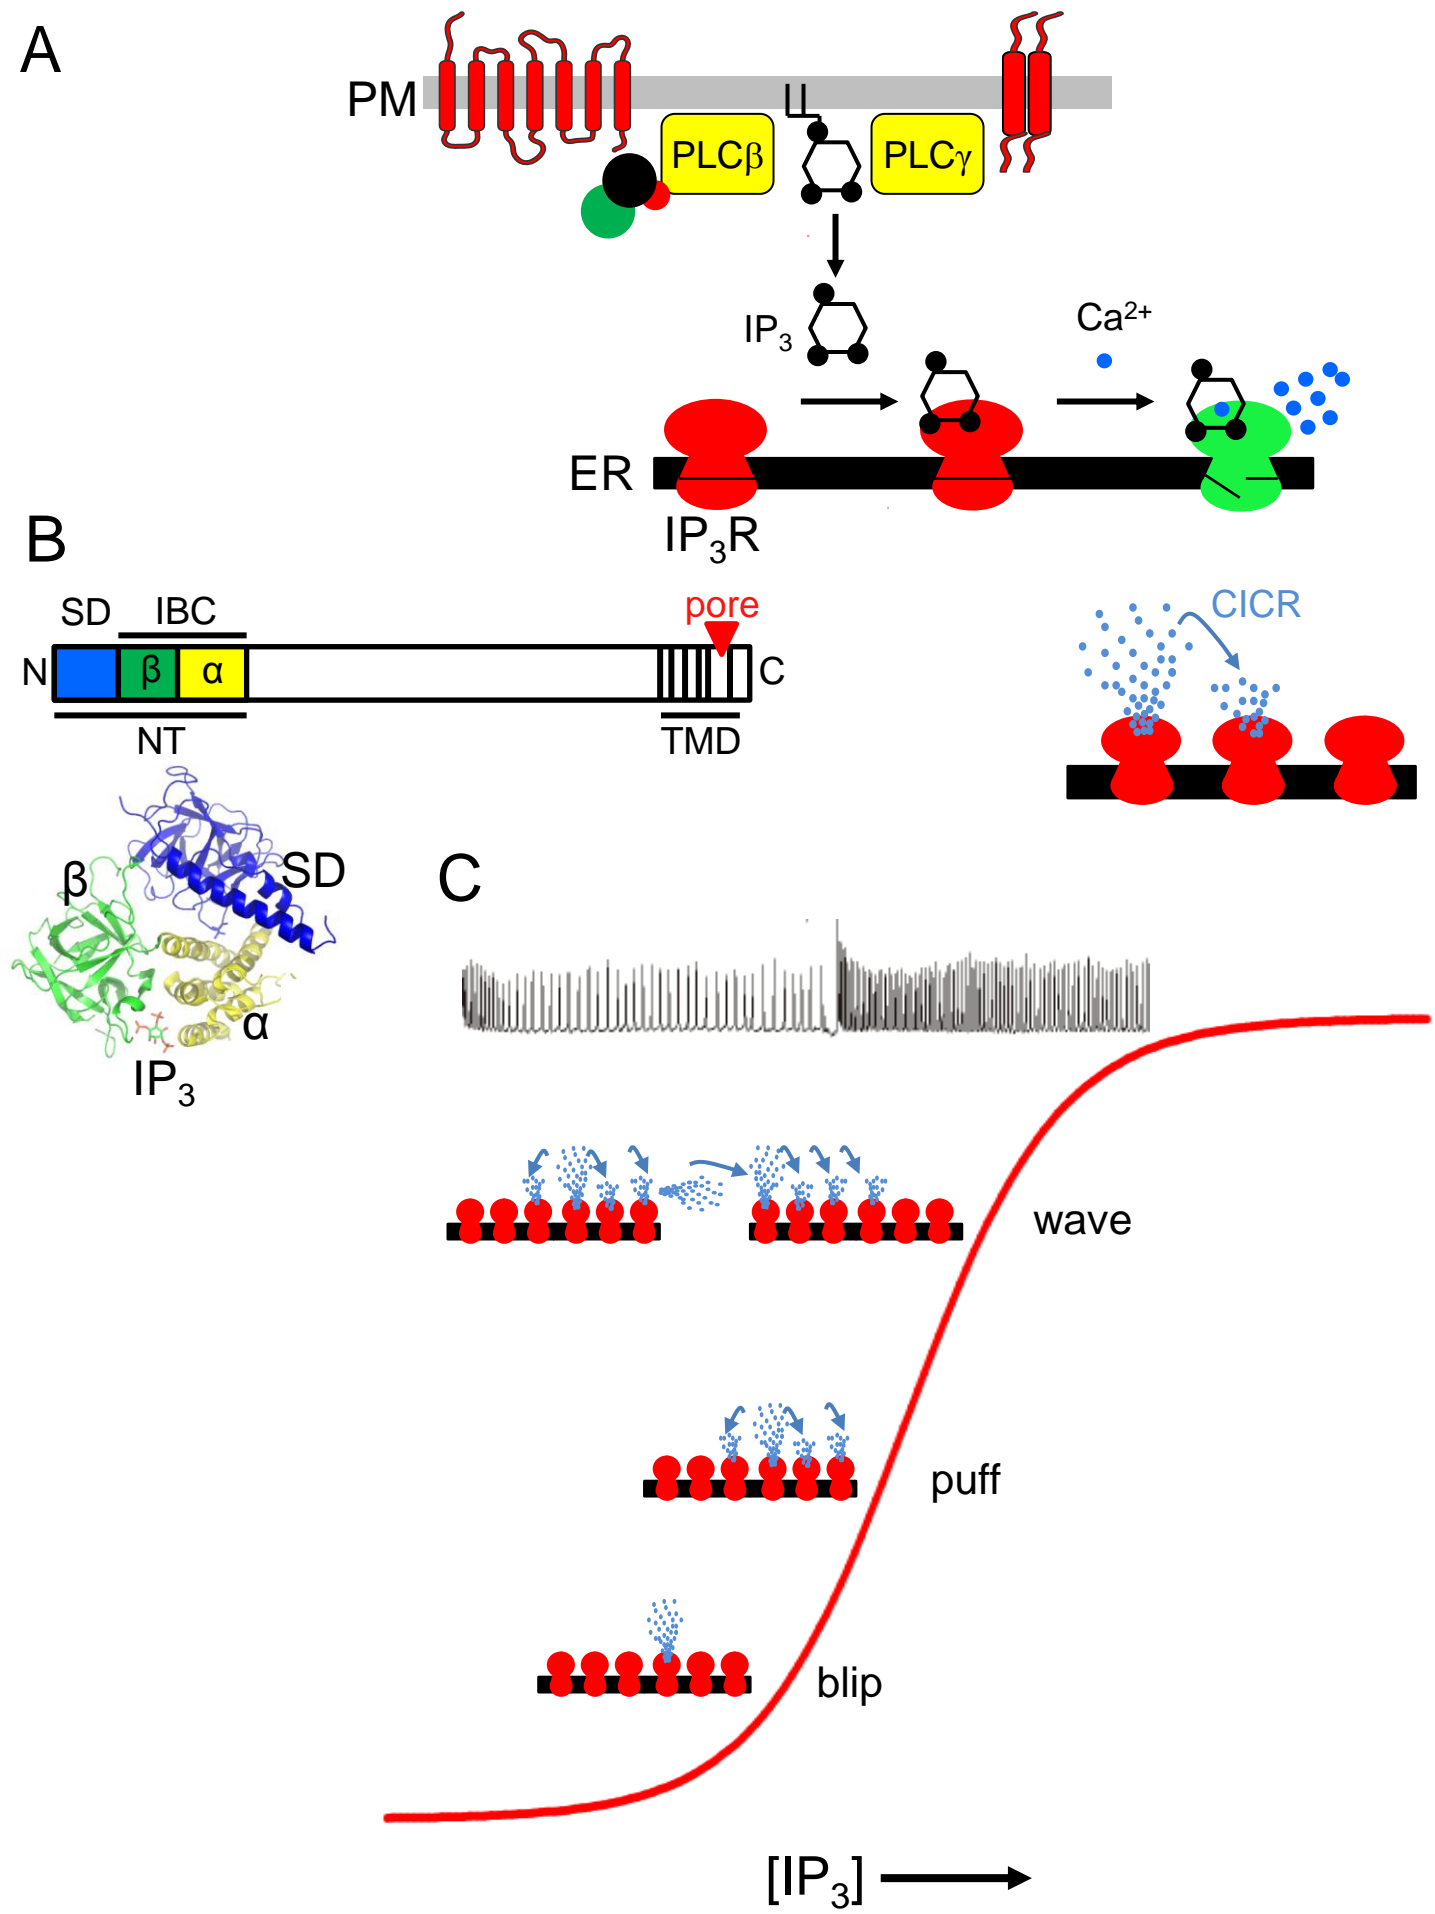 A
PM
PLCβ
PLCγ
IP₃
Ca²⁺
ER
IP₃R
B
SD IBC pore
N β α C
NT TMD
CICR
β SD
α
IP₃
C
wave
puff
blip
[IP₃]